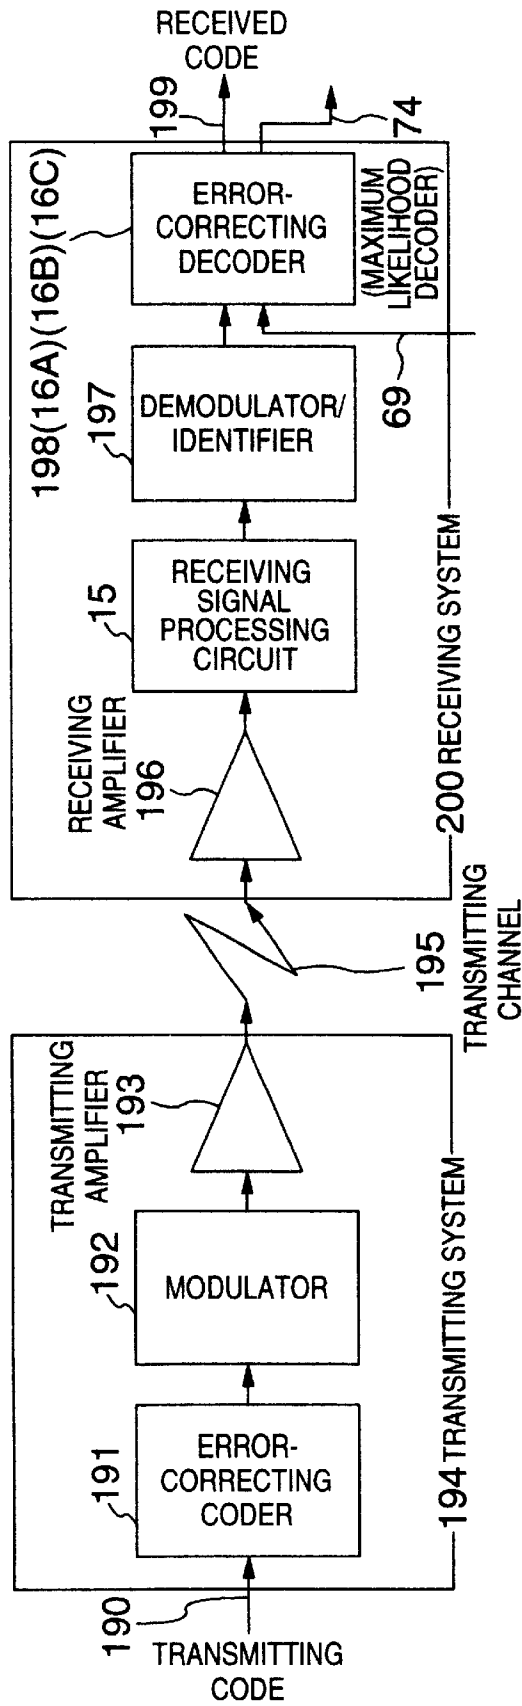 RECEIVED
CODE
199
74
198(16A)(16B)(16C)
ERROR-
CORRECTING
DECODER
(MAXIMUM
LIKELIHOOD
DECODER)
69
197
DEMODULATOR/
IDENTIFIER
15
RECEIVING
SIGNAL
PROCESSING
CIRCUIT
RECEIVING
AMPLIFIER
196
200 RECEIVING SYSTEM
195
TRANSMITTING
CHANNEL
TRANSMITTING
AMPLIFIER
193
192
MODULATOR
191
ERROR-
CORRECTING
CODER
194 TRANSMITTING SYSTEM
190
TRANSMITTING
CODE